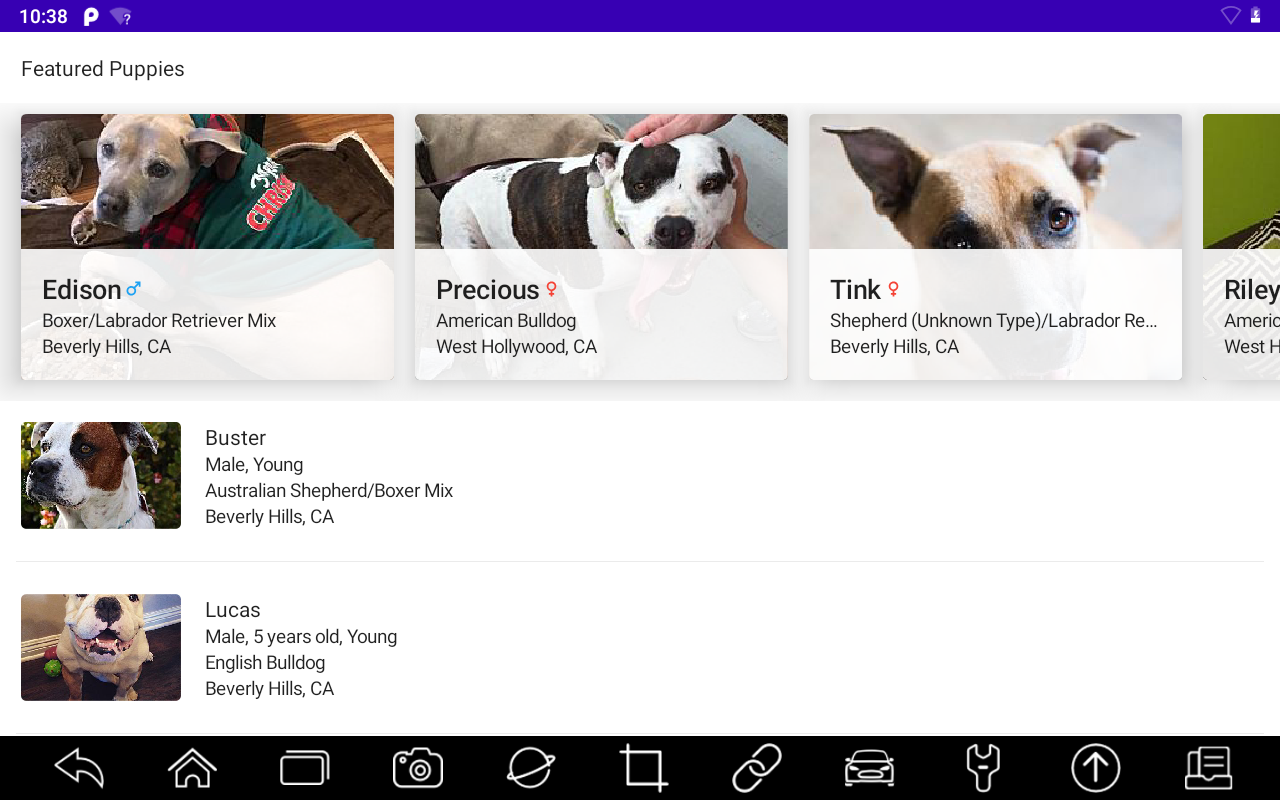 10:38
Featured Puppies
CHRIS
Edison
Boxer/Labrador Retriever Mix
Beverly Hills, CA
Precious
American Bulldog
West Hollywood, CA
Tink
Shepherd (Unknown Type)/Labrador Re…
Beverly Hills, CA
Riley
Americ
West H
Buster
Male, Young
Australian Shepherd/Boxer Mix
Beverly Hills, CA
Lucas
Male, 5 years old, Young
English Bulldog
Beverly Hills, CA